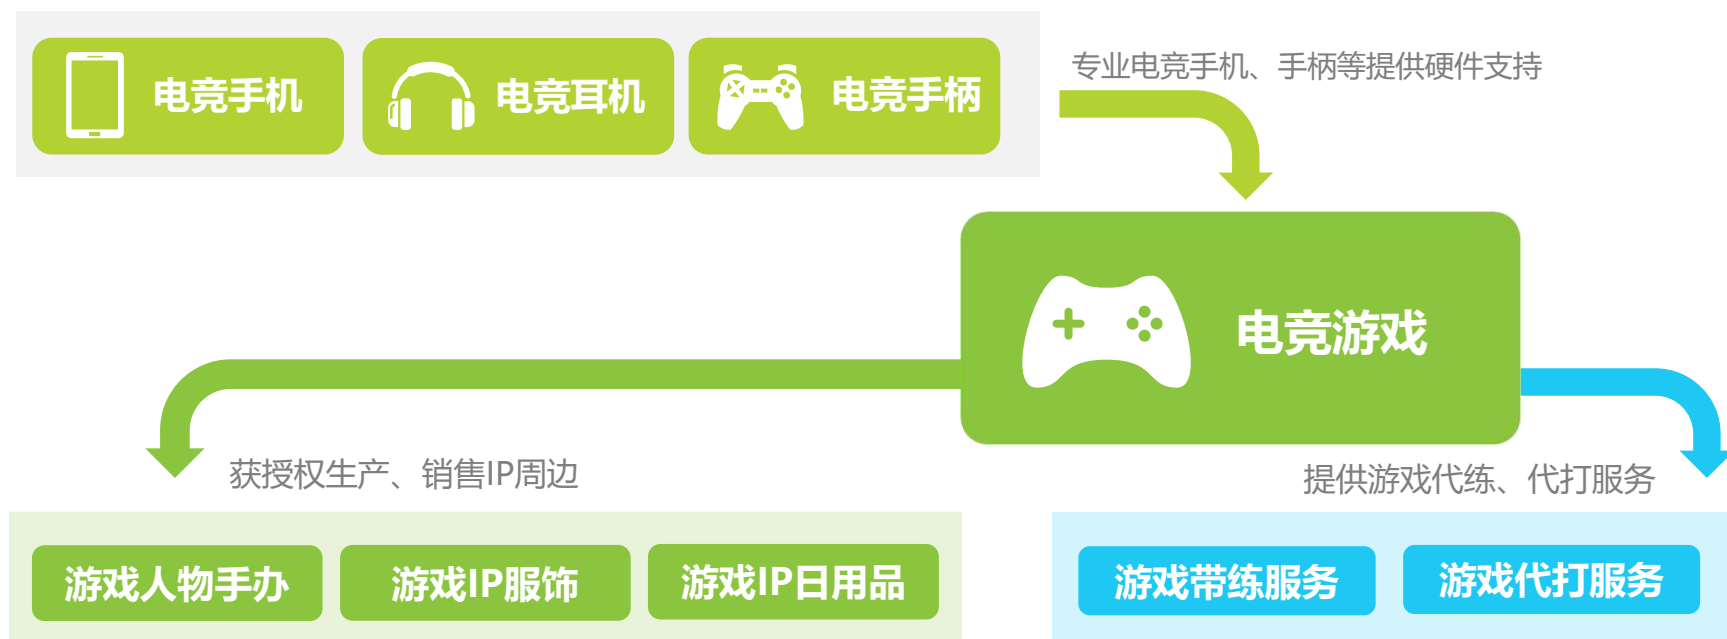 电竞手机
电竞耳机
电竞手柄
专业电竞手机、手柄等提供硬件支持
电竞游戏
获授权生产、销售IP周边
提供游戏代练、代打服务
游戏人物手办
游戏IP服饰
游戏IP日用品
游戏带练服务
游戏代打服务